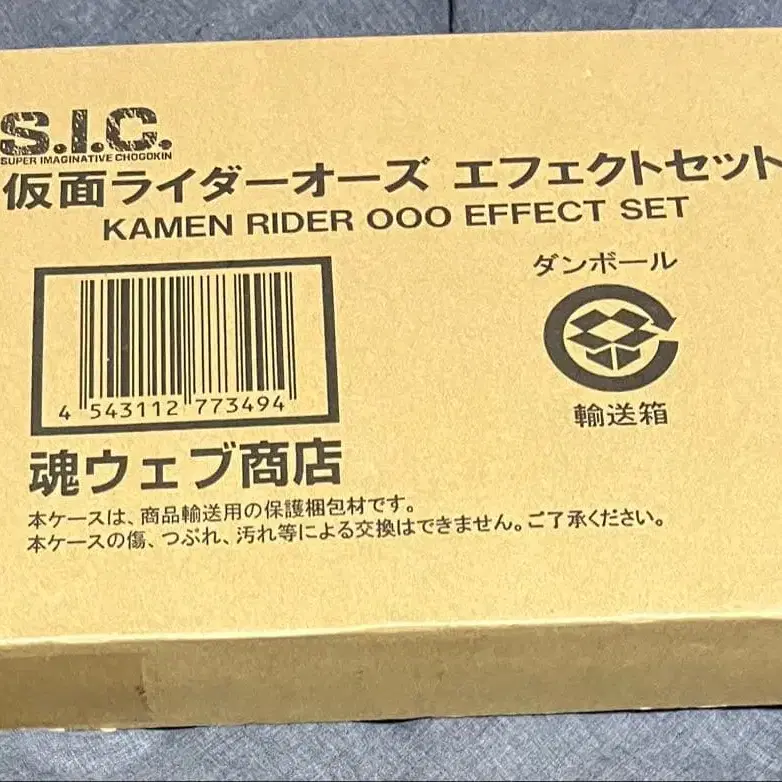 S.I.C.
SUPER IMAGINATIVE CHOGOKIN
仮面ライダーオーズ エフェクトセット
KAMEN RIDER OOO EFFECT SET
ダンボール
輸送箱
4 543112 773494
魂ウェブ商店
本ケースは、商品輸送用の保護梱包材です。
本ケースの傷、つぶれ、汚れ等による交換はできません。ご了承ください。